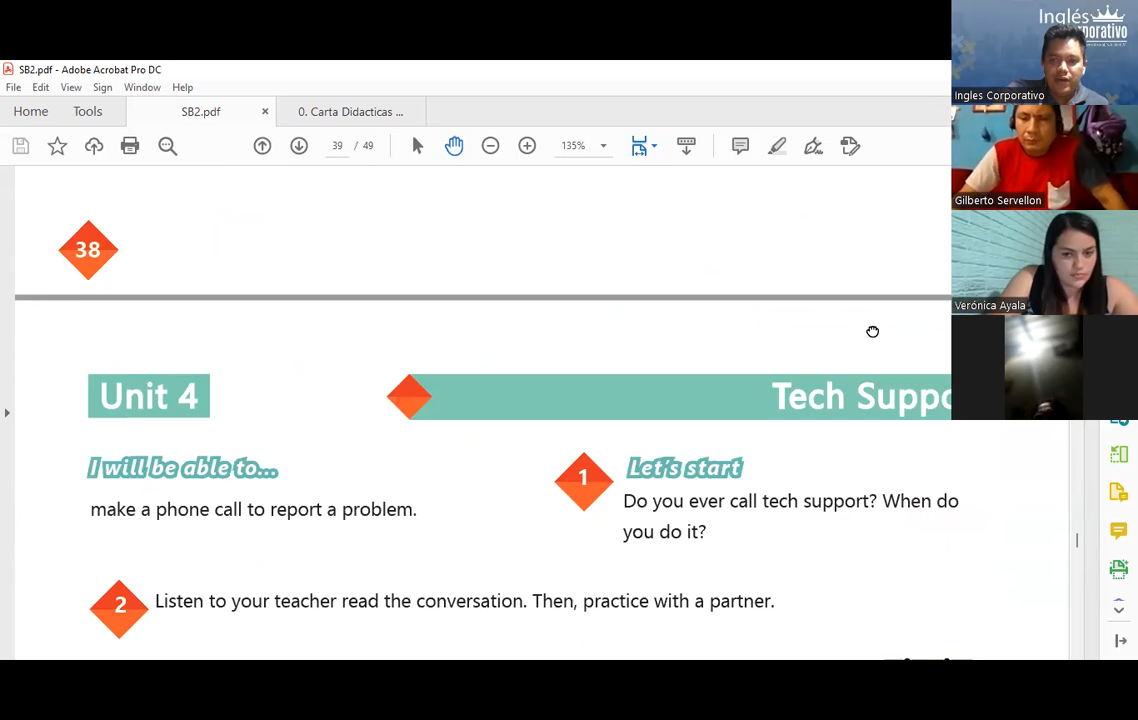 SB2.pdf - Adobe Acrobat Pro DC
File Edit View Sign Window Help
Home Tools SB2.pdf × 0. Carta Didacticas ...
39 / 49 135%
38
Unit 4
Tech Suppo
I will be able to...
make a phone call to report a problem.
1
Let's start
Do you ever call tech support? When do
you do it?
2
Listen to your teacher read the conversation. Then, practice with a partner.
Inglés
Corporativo
Ingles Corporativo
Gilberto Servellon
Verónica Ayala